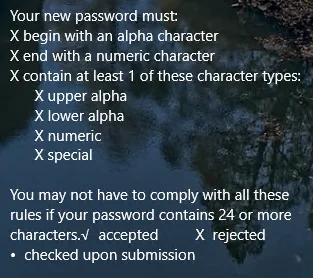 Your new password must:
X begin with an alpha character
X end with a numeric character
X contain at least 1 of these character types:
X upper alpha
X lower alpha
X numeric
X special
You may not have to comply with all these
rules if your password contains 24 or more
characters.√ accepted X rejected
• checked upon submission